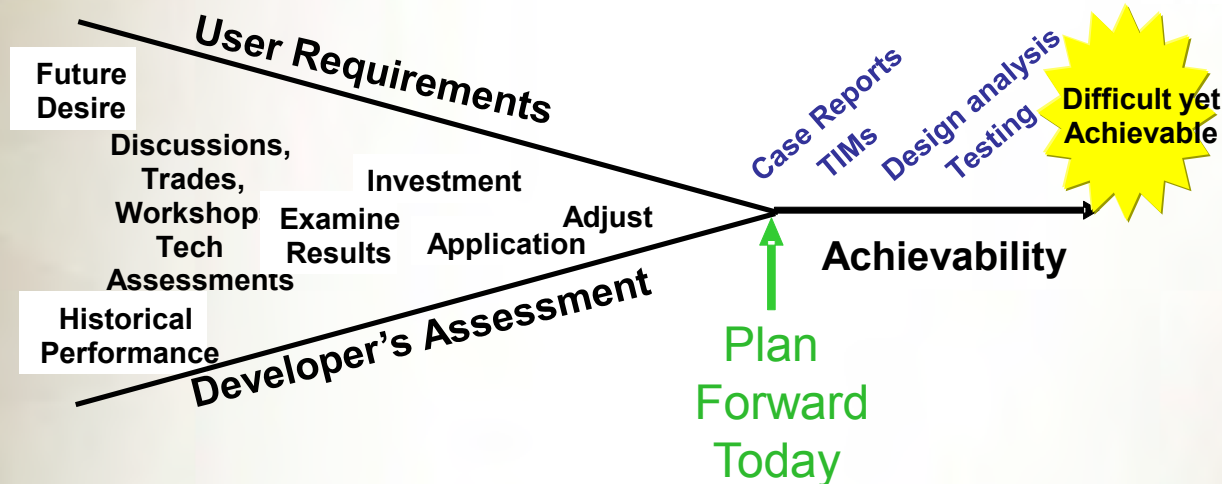 User Requirements
Future
Desire
Discussions,
Trades,
Workshops
Tech
Assessments
Historical
Performance
Investment
Examine
Results
Application
Adjust
Developer's Assessment
Case Reports
TIMs
Design analysis
Testing
Difficult yet
Achievable
Achievability
Plan
Forward
Today